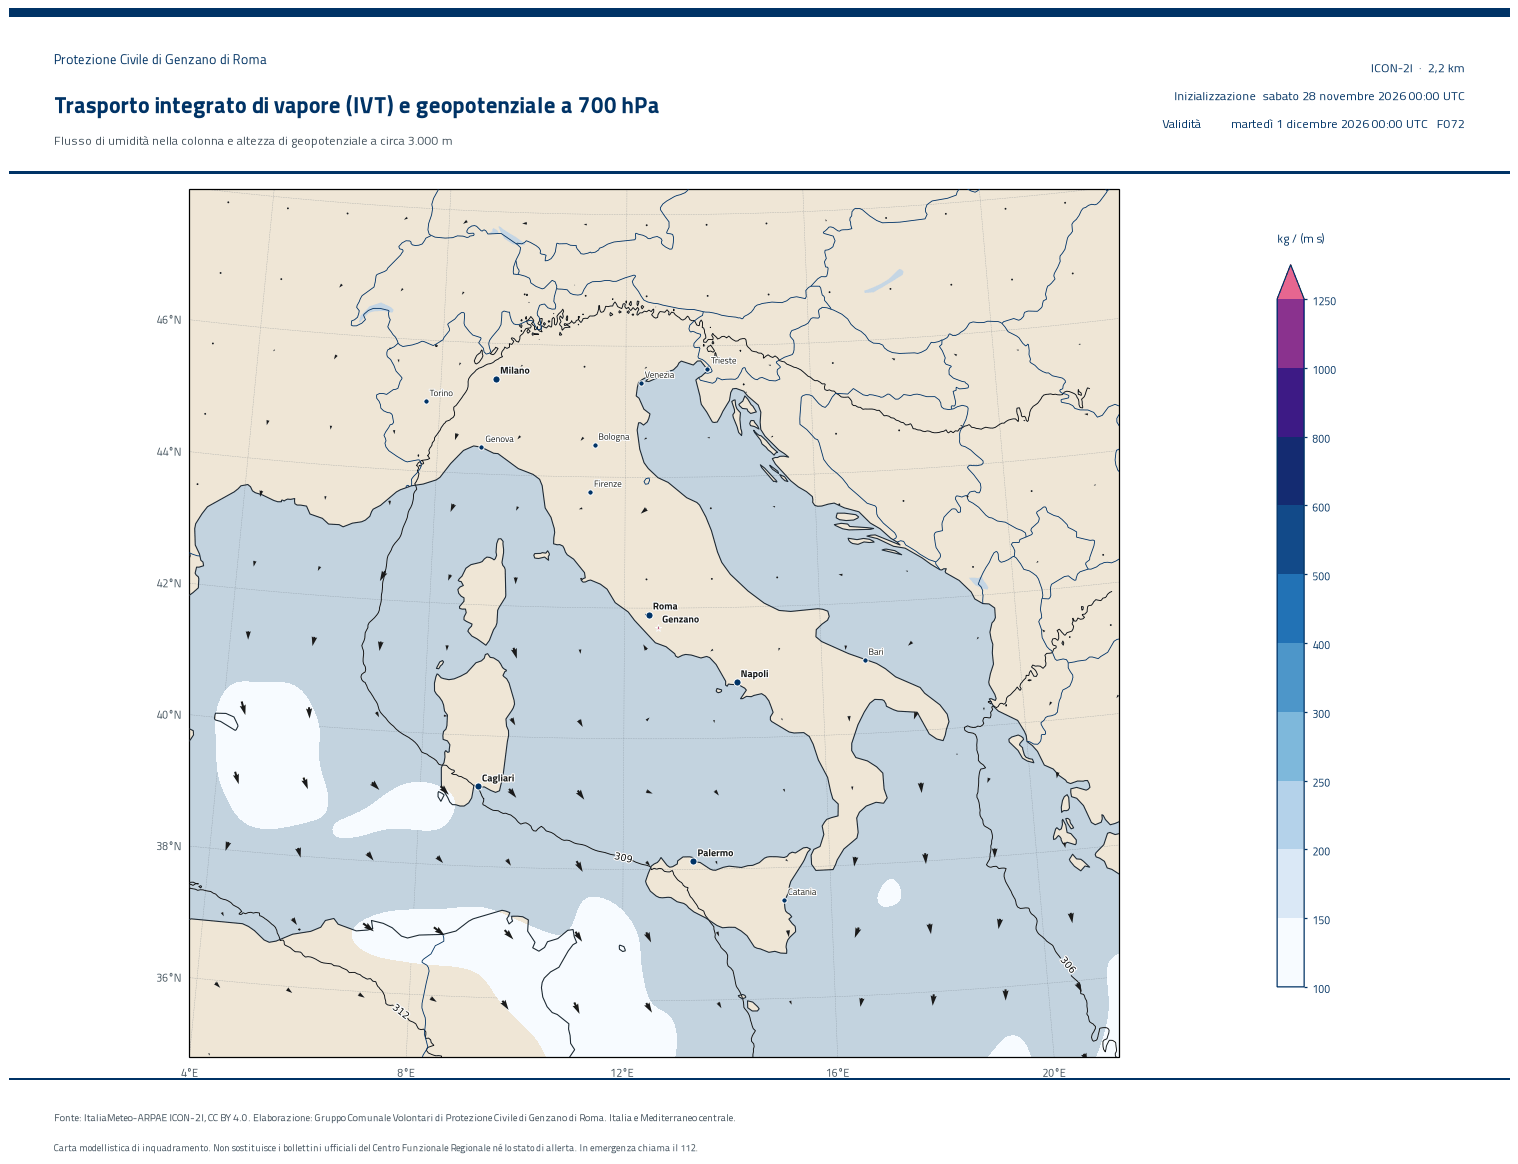 Protezione Civile di Genzano di Roma
Trasporto integrato di vapore (IVT) e geopotenziale a 700 hPa
Flusso di umidità nella colonna e altezza di geopotenziale a circa 3.000 m
ICON-2I · 2,2 km
Inizializzazione sabato 28 novembre 2026 00:00 UTC
Validità martedì 1 dicembre 2026 00:00 UTC F072
kg / (m s)
1250
1000
800
600
500
400
300
250
200
150
100
46°N
44°N
42°N
40°N
38°N
36°N
4°E
8°E
12°E
16°E
20°E
Trieste
Milano
Venezia
Torino
Genova
Bologna
Firenze
Roma
Genzano
Bari
Napoli
Cagliari
309
Palermo
Catania
306
312
Fonte: ItaliaMeteo-ARPAE ICON-2I, CC BY 4.0. Elaborazione: Gruppo Comunale Volontari di Protezione Civile di Genzano di Roma. Italia e Mediterraneo centrale.
Carta modellistica di inquadramento. Non sostituisce i bollettini ufficiali del Centro Funzionale Regionale né lo stato di allerta. In emergenza chiama il 112.